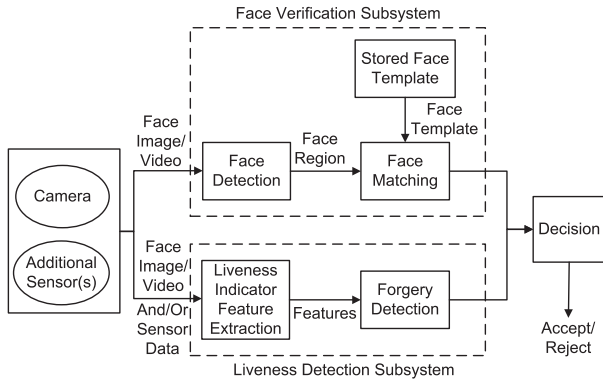 Face Verification Subsystem
Stored Face
Template
Face
Template
Face
Image/
Video
Face
Detection
Face
Region
Face
Matching
Camera
Additional
Sensor(s)
Decision
Accept/
Reject
Face
Image/
Video
And/Or
Sensor
Data
Liveness
Indicator
Feature
Extraction
Features
Forgery
Detection
Liveness Detection Subsystem